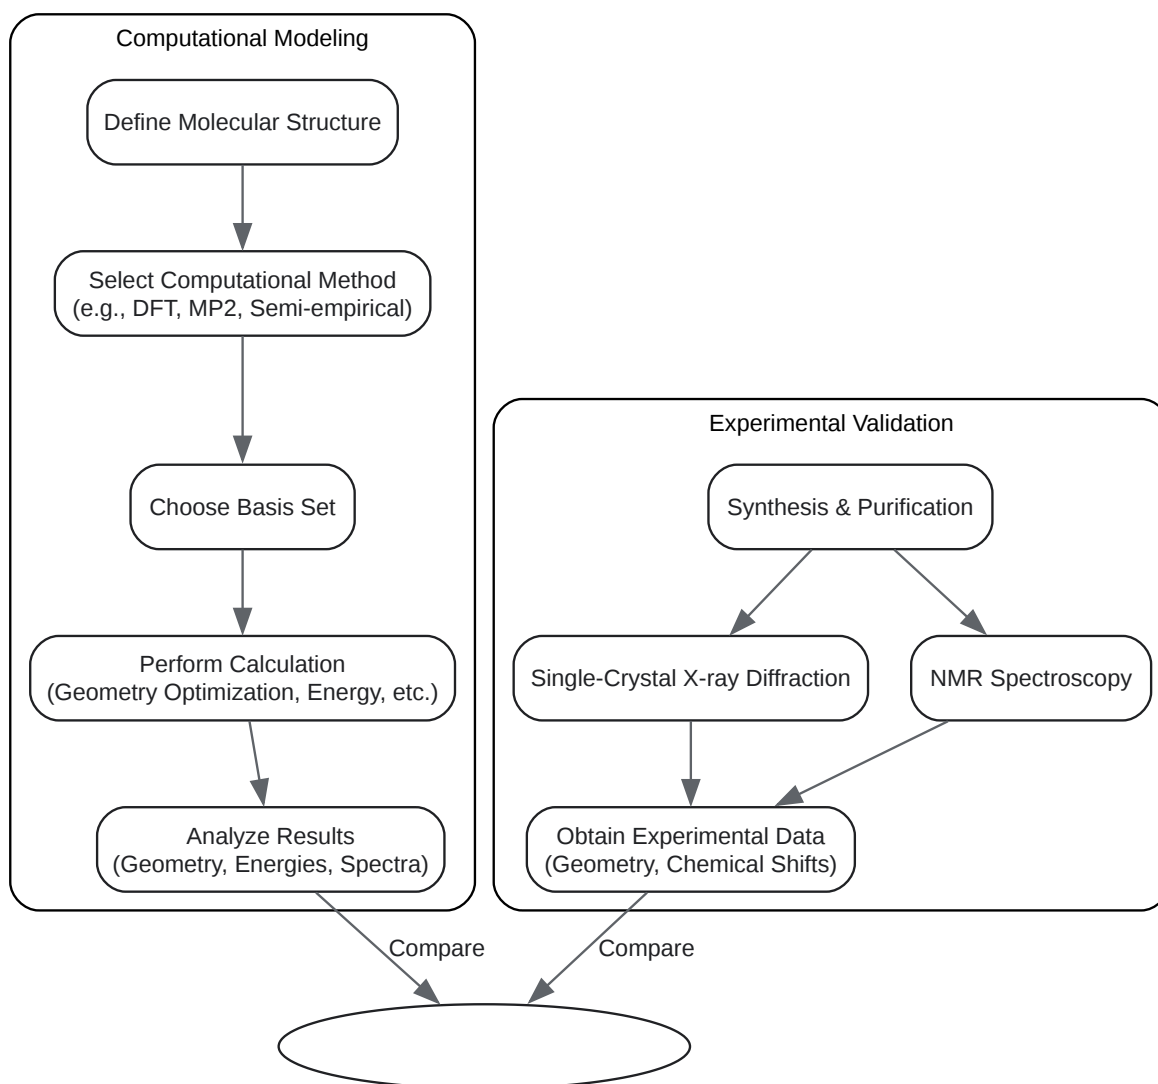 Computational Modeling
Define Molecular Structure
Select Computational Method
(e.g., DFT, MP2, Semi-empirical)
Choose Basis Set
Perform Calculation
(Geometry Optimization, Energy, etc.)
Analyze Results
(Geometry, Energies, Spectra)
Experimental Validation
Synthesis & Purification
Single-Crystal X-ray Diffraction
NMR Spectroscopy
Obtain Experimental Data
(Geometry, Chemical Shifts)
Compare
Compare